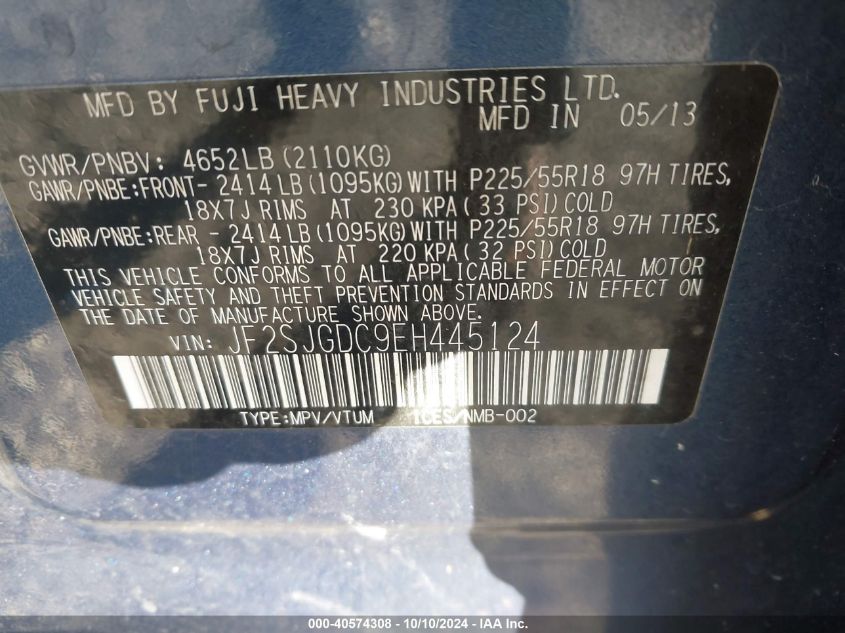 MFD BY FUJI HEAVY INDUSTRIES LTD.
MFD IN 05/13
GVWR/PNBV: 4652LB(2110KG)
GAWR/PNBE:FRONT- 2414LB(1095KG)WITH P225/55R18 97H TIRES,
18X7J RIMS AT 230 KPA(33 PSI)COLD
GAWR/PNBE:REAR - 2414LB(1095KG)WITH P225/55R18 97H TIRES,
18X7J RIMS AT 220 KPA(32 PSI)COLD
THIS VEHICLE CONFORMS TO ALL APPLICABLE FEDERAL MOTOR
VEHICLE SAFETY AND THEFT PREVENTION STANDARDS IN EFFECT ON
THE DATE OF MANUFACTURE SHOWN ABOVE.
VIN: JF2SJGDC9EH445124
TYPE:MPV/VTUM ICES/NMB-002
000-40574308 - 10/10/2024 - IAA Inc.